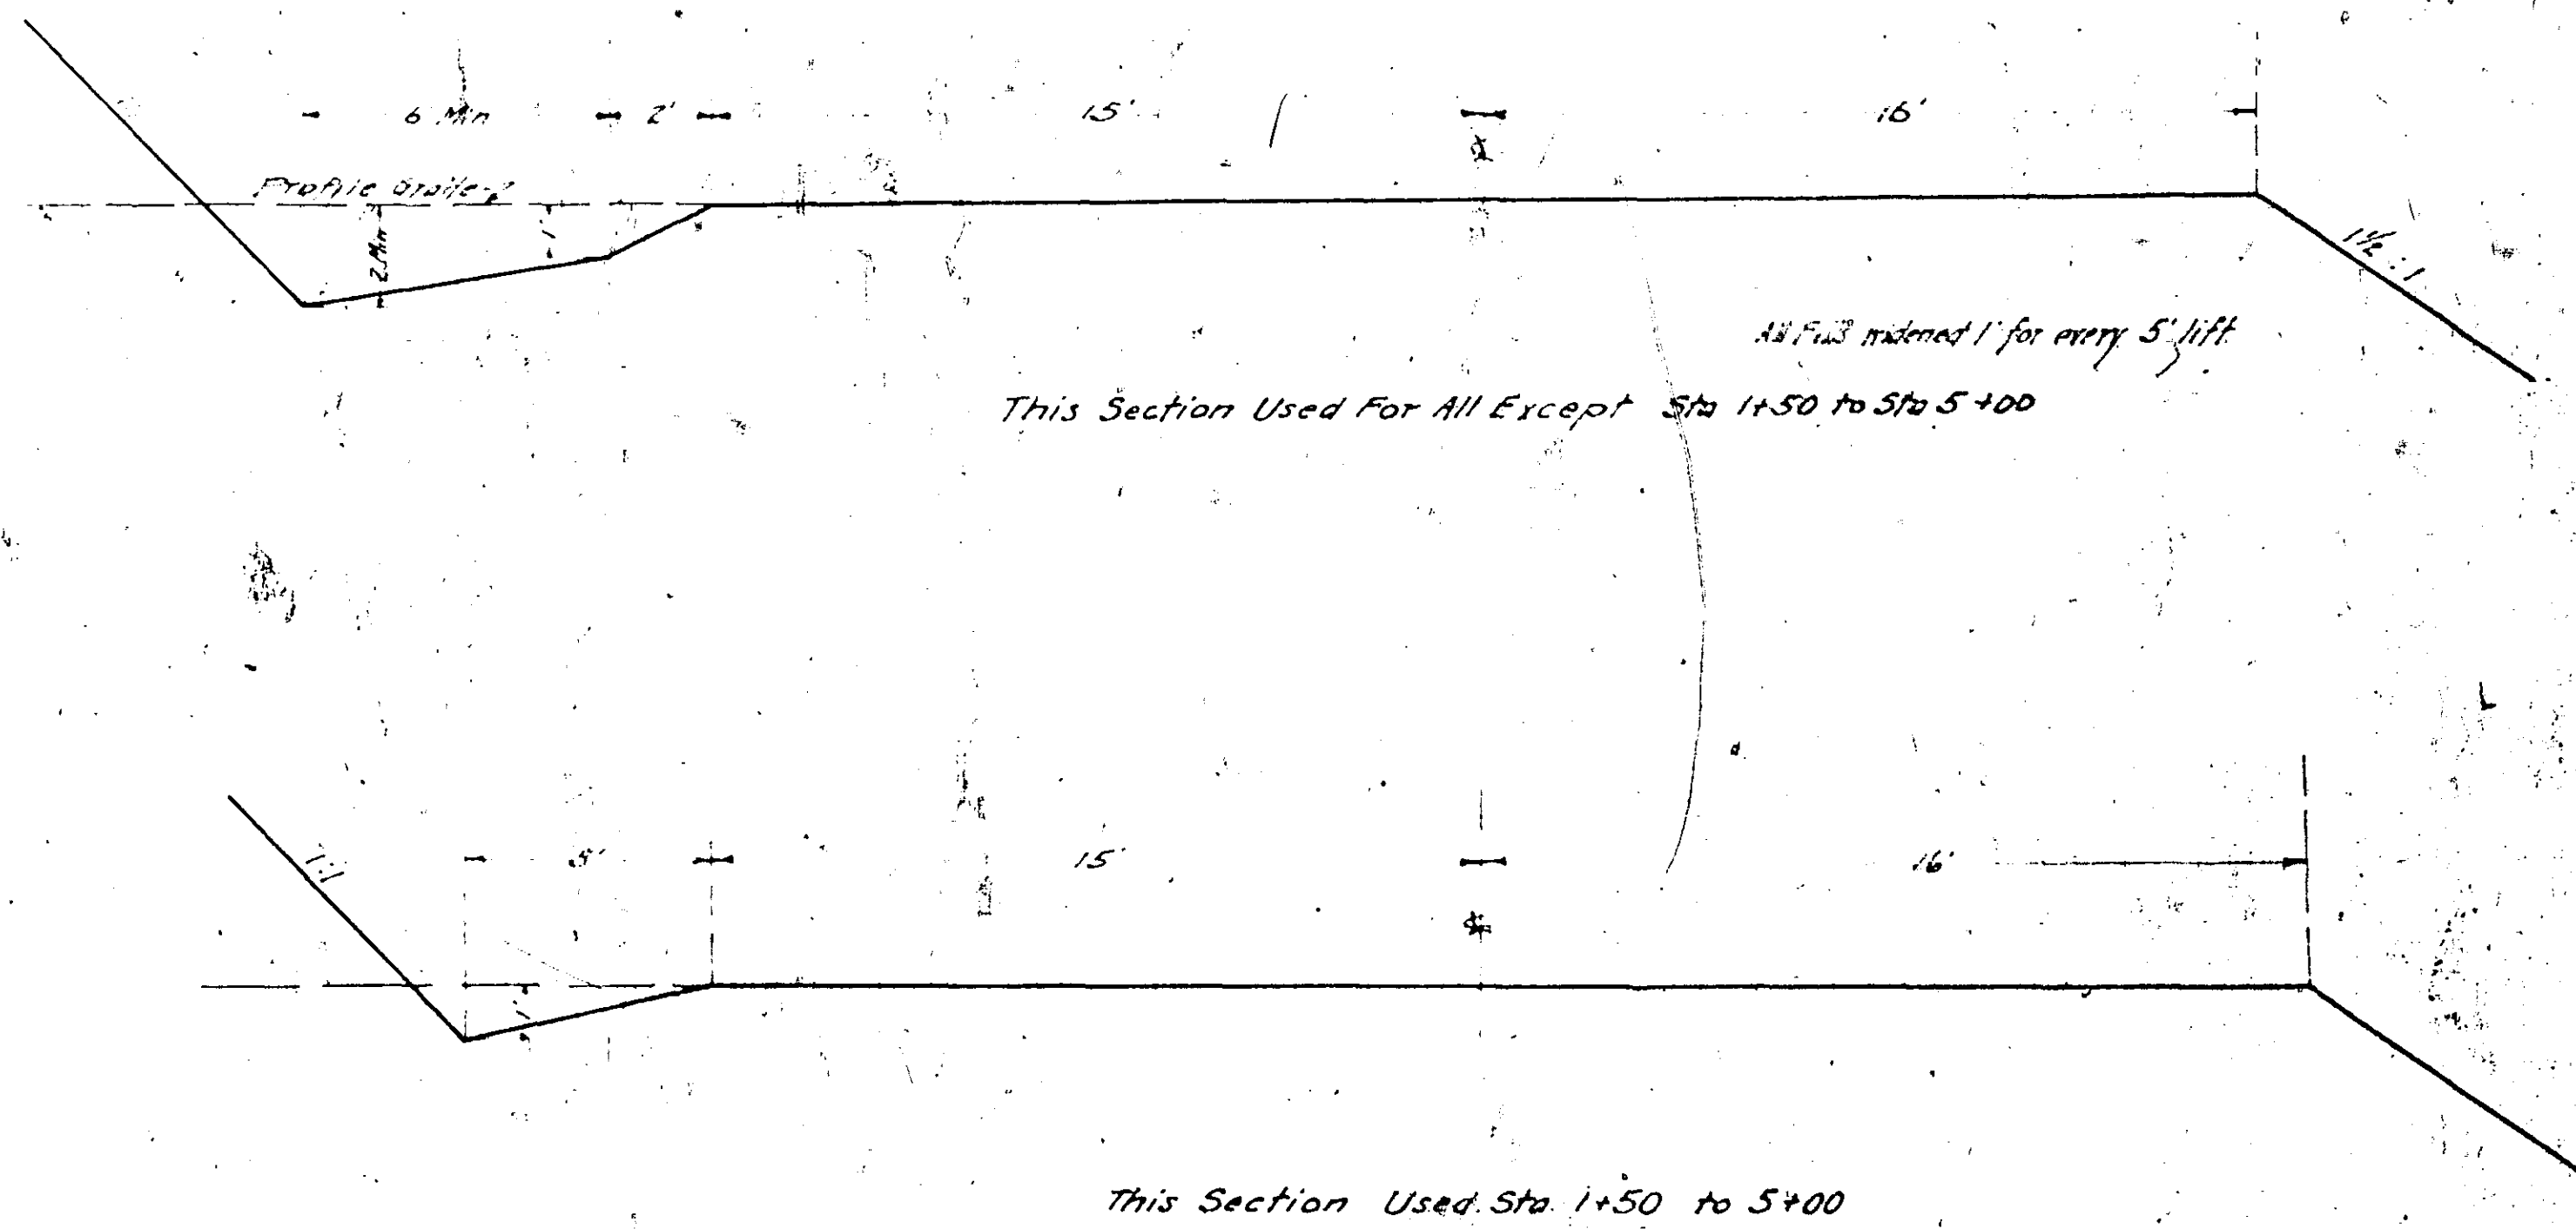 6 Min 2' 15' 16'
Profile Grade
2 Min
1'
1½:1
All Fills widened 1' for every 5' lift
This Section Used For All Except Sta 1+50 to Sta 5+00
1:1
15' 16'
1'
This Section Used Sta 1+50 to 5+00